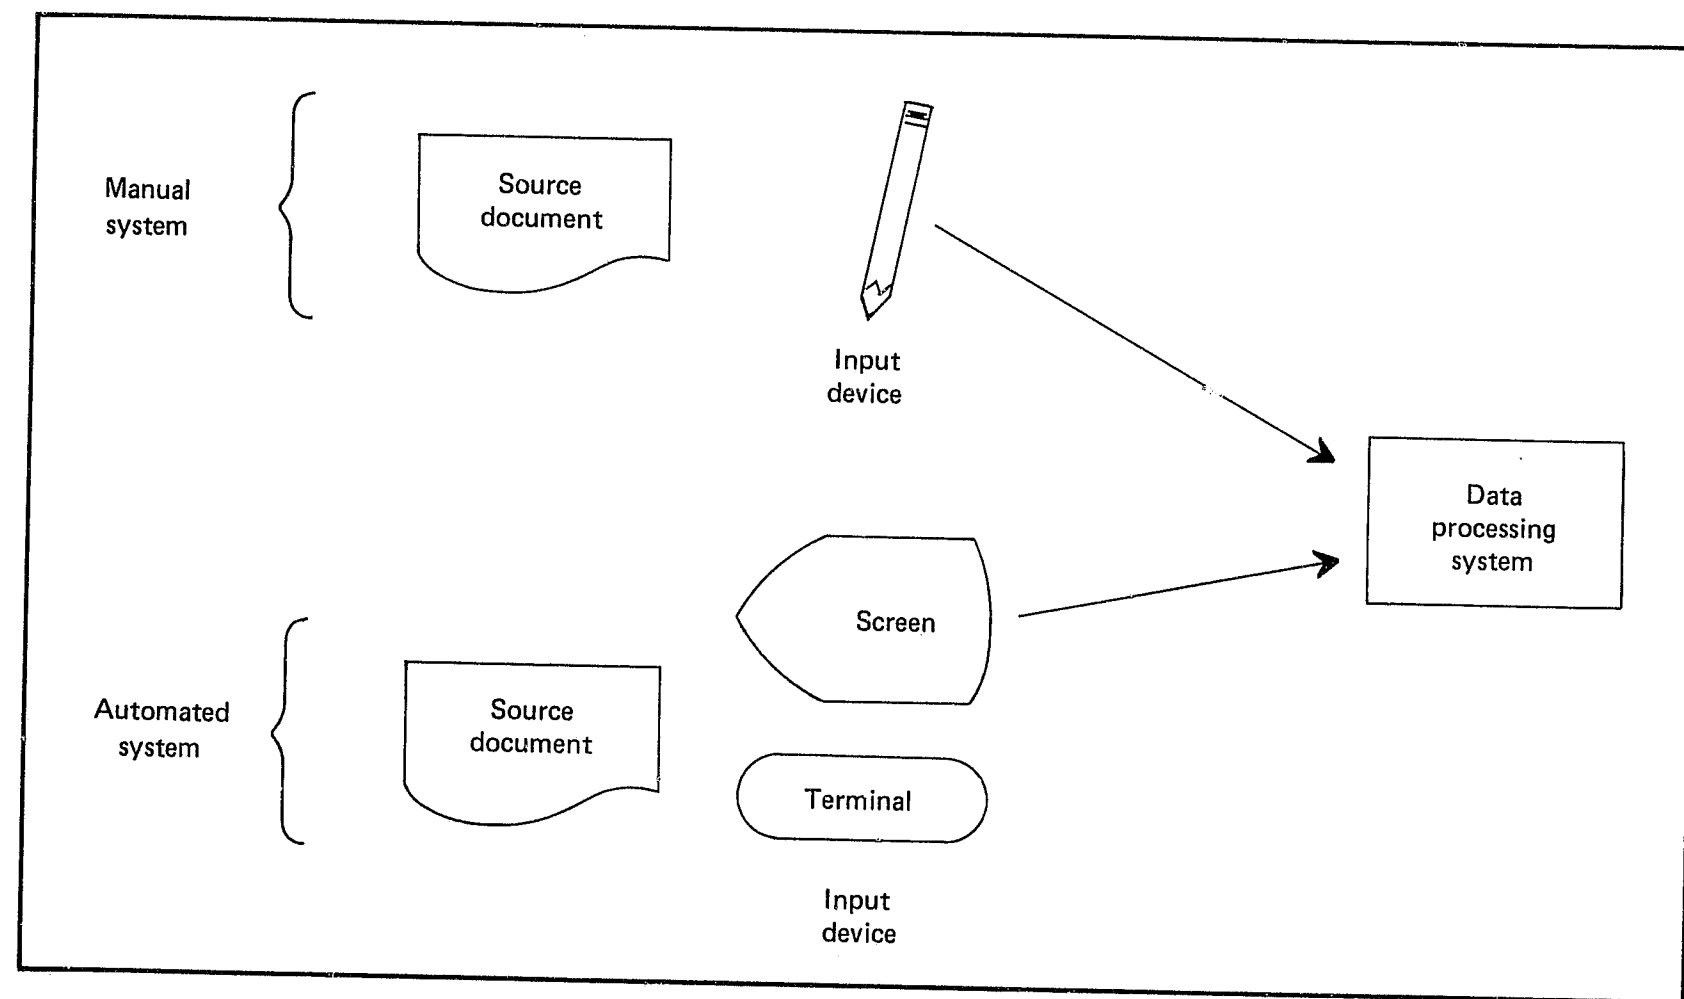 Manual
system
Source
document
Input
device
Data
processing
system
Screen
Automated
system
Source
document
Terminal
Input
device